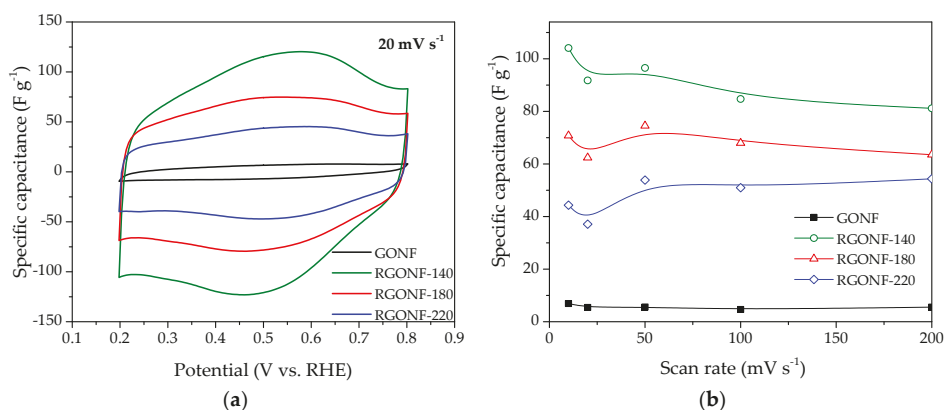 20 mV s⁻¹
Specific capacitance (F g⁻¹)
150
100
50
0
-50
-100
-150
GONF
RGONF-140
RGONF-180
RGONF-220
0.1 0.2 0.3 0.4 0.5 0.6 0.7 0.8 0.9
Potential (V vs. RHE)
(a)
Specific capacitance (F g⁻¹)
100
80
60
40
20
0
GONF
RGONF-140
RGONF-180
RGONF-220
0 50 100 150 200
Scan rate (mV s⁻¹)
(b)